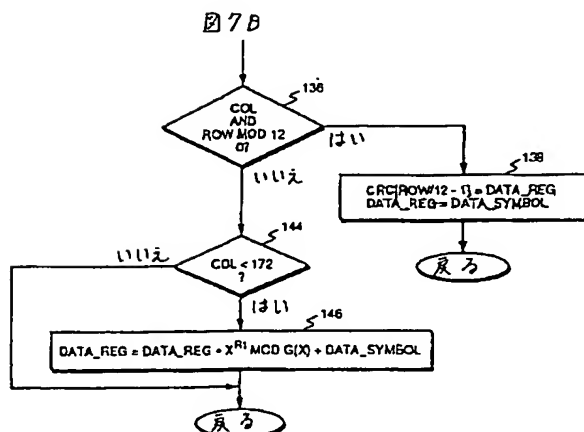 図7B
136
COL
AND
ROW MOD 12
0?
はい
いいえ
138
CRC[ROW/12 - 1] = DATA_REG
DATA_REG = DATA_SYMBOL
戻る
144
いいえ
COL < 172
?
はい
146
DATA_REG = DATA_REG • X^R1 MOD G(X) + DATA_SYMBOL
戻る